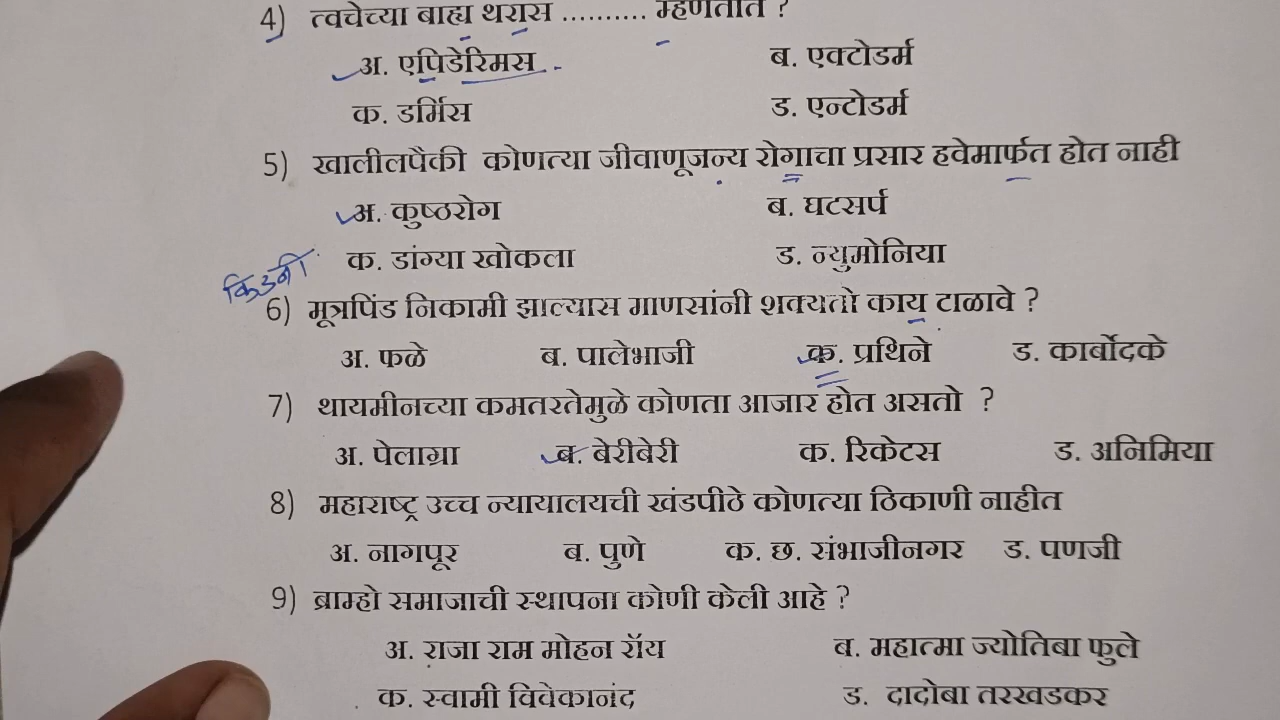 4) त्वचेच्या बाह्य थरास .......... म्हणतात ?
अ. एपिडेरिमस ब. एक्टोडर्म
क. डर्मिस ड. एन्टोडर्म
5) खालीलपैकी कोणत्या जीवाणूजन्य रोगाचा प्रसार हवेमार्फत होत नाही
अ. कुष्ठरोग ब. घटसर्प
क. डांग्या खोकला ड. न्युमोनिया
किडनी
6) मूत्रपिंड निकामी झाल्यास माणसांनी शक्यतो काय टाळावे ?
अ. फळे ब. पालेभाजी क. प्रथिने ड. कार्बोदके
7) थायमीनच्या कमतरतेमुळे कोणता आजार होत असतो ?
अ. पेलाग्रा ब. बेरीबेरी क. रिकेटस ड. अनिमिया
8) महाराष्ट्र उच्च न्यायालयची खंडपीठे कोणत्या ठिकाणी नाहीत
अ. नागपूर ब. पुणे क. छ. संभाजीनगर ड. पणजी
9) ब्राम्हो समाजाची स्थापना कोणी केली आहे ?
अ. राजा राम मोहन रॉय ब. महात्मा ज्योतिबा फुले
क. स्वामी विवेकानंद ड. दादोबा तरखडकर